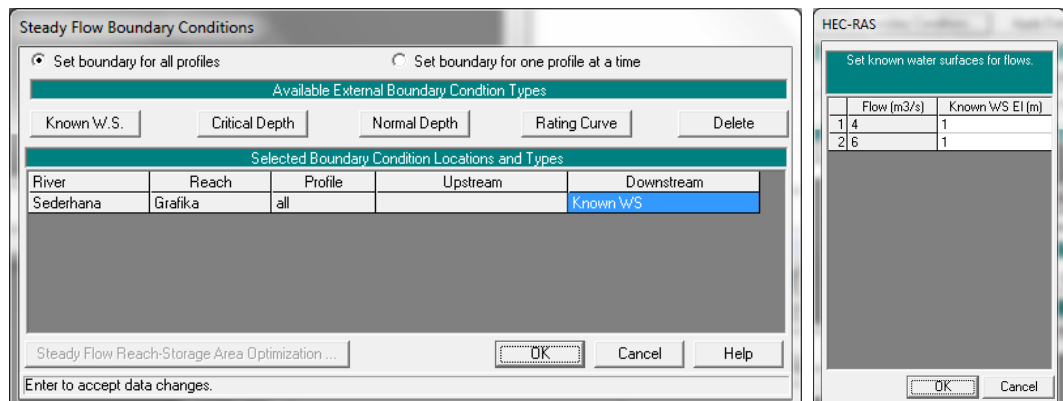 Steady Flow Boundary Conditions
Set boundary for all profiles Set boundary for one profile at a time
Available External Boundary Condtion Types
Known W.S. Critical Depth Normal Depth Rating Curve Delete
Selected Boundary Condition Locations and Types
River Reach Profile Upstream Downstream
Sederhana Grafika all Known WS
Steady Flow Reach-Storage Area Optimization ... OK Cancel Help
Enter to accept data changes.
HEC-RAS
Set known water surfaces for flows.
Flow (m3/s) Known WS El (m)
1 4 1
2 6 1
OK Cancel